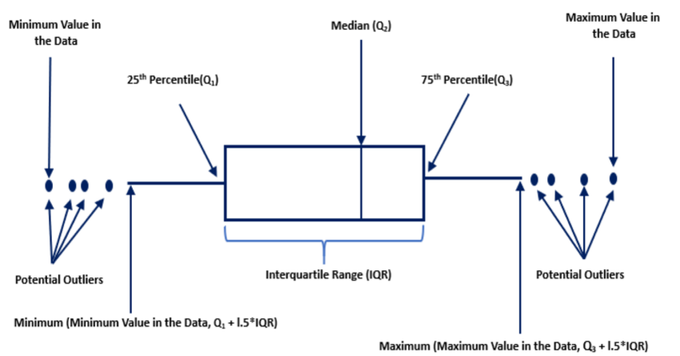 Minimum Value in
the Data
Median (Q₂)
Maximum Value in
the Data
25ᵗʰ Percentile(Q₁)
75ᵗʰ Percentile(Q₃)
Potential Outliers
Interquartile Range (IQR)
Potential Outliers
Minimum (Minimum Value in the Data, Q₁ + l.5*IQR)
Maximum (Maximum Value in the Data, Q₃ + l.5*IQR)